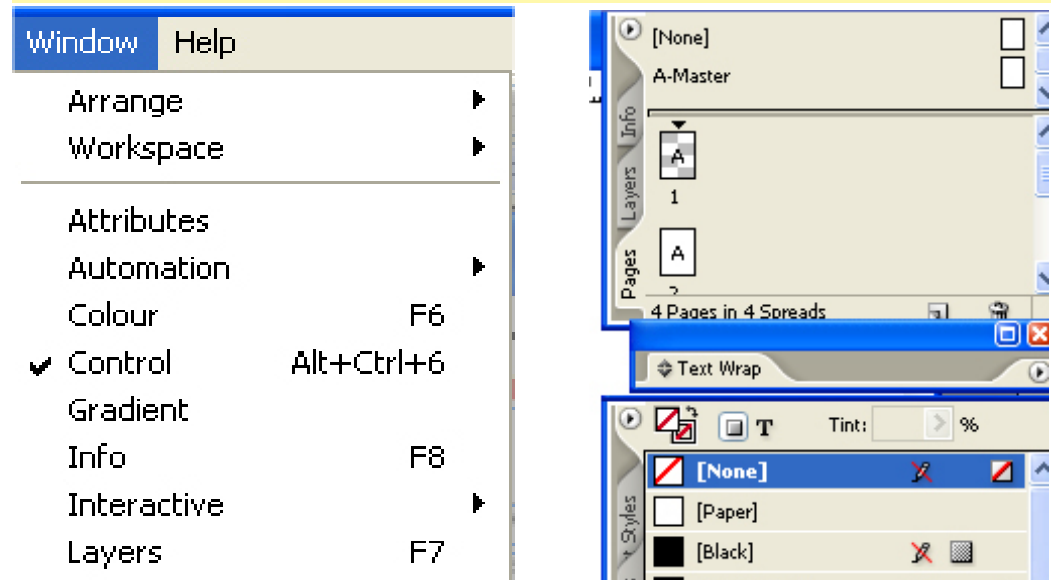 Window Help
Arrange
Workspace
Attributes
Automation
Colour F6
Control Alt+Ctrl+6
Gradient
Info F8
Interactive
Layers F7
[None]
A-Master
Info
Layers
Pages
A
1
A
4 Pages in 4 Spreads
Text Wrap
T Tint: %
[None]
[Paper]
[Black]
Styles